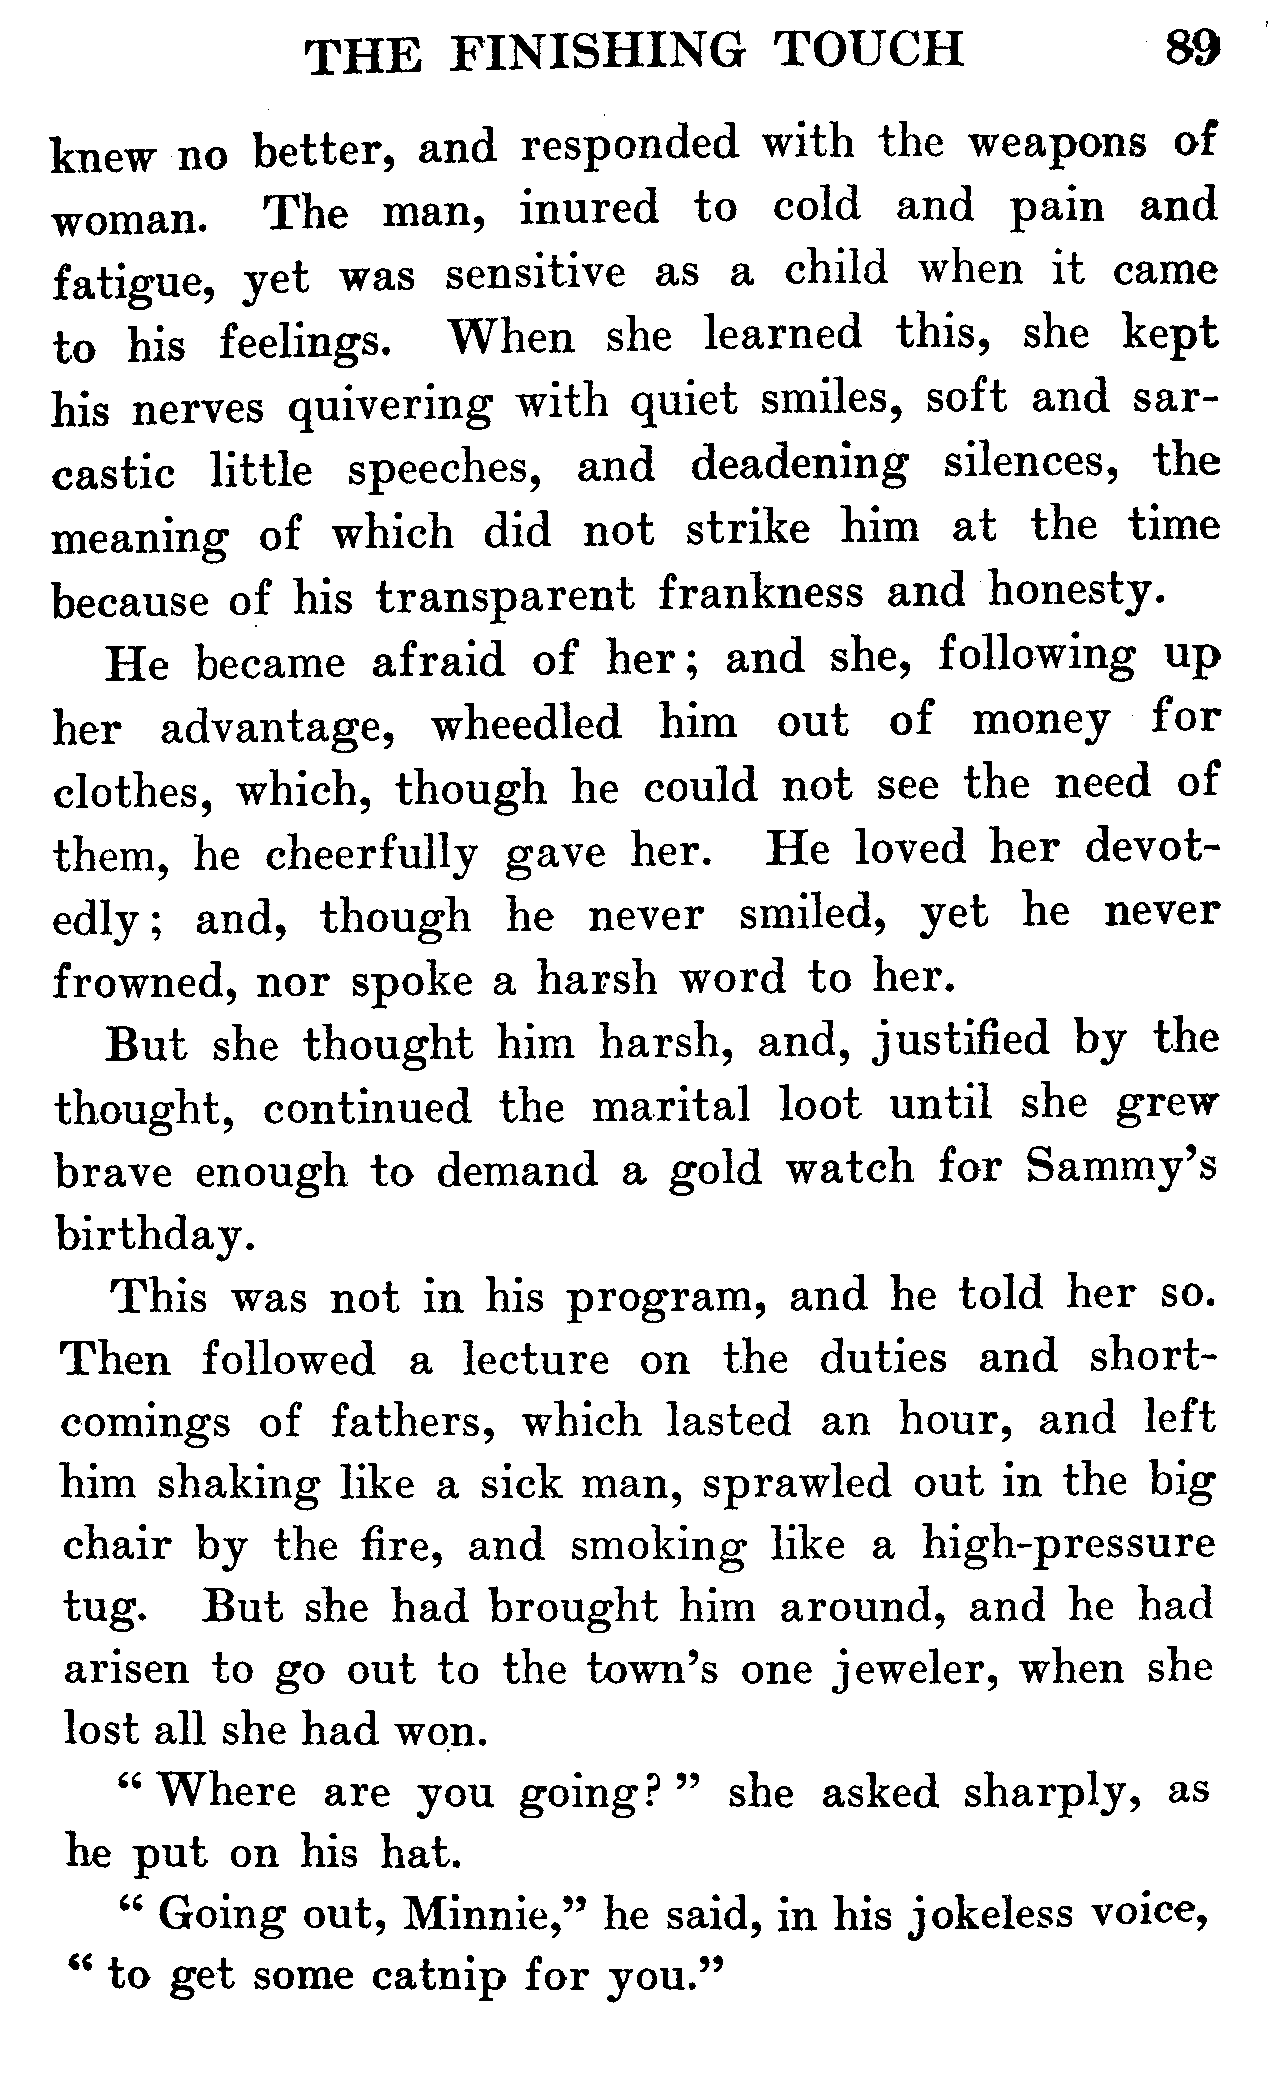 THE FINISHING TOUCH 89
knew no better, and responded with the weapons of
woman. The man, inured to cold and pain and
fatigue, yet was sensitive as a child when it came
to his feelings. When she learned this, she kept
his nerves quivering with quiet smiles, soft and sar-
castic little speeches, and deadening silences, the
meaning of which did not strike him at the time
because of his transparent frankness and honesty.
He became afraid of her; and she, following up
her advantage, wheedled him out of money for
clothes, which, though he could not see the need of
them, he cheerfully gave her. He loved her devot-
edly; and, though he never smiled, yet he never
frowned, nor spoke a harsh word to her.
But she thought him harsh, and, justified by the
thought, continued the marital loot until she grew
brave enough to demand a gold watch for Sammy's
birthday.
This was not in his program, and he told her so.
Then followed a lecture on the duties and short-
comings of fathers, which lasted an hour, and left
him shaking like a sick man, sprawled out in the big
chair by the fire, and smoking like a high-pressure
tug. But she had brought him around, and he had
arisen to go out to the town's one jeweler, when she
lost all she had won.
" Where are you going? " she asked sharply, as
he put on his hat.
" Going out, Minnie," he said, in his jokeless voice,
" to get some catnip for you."